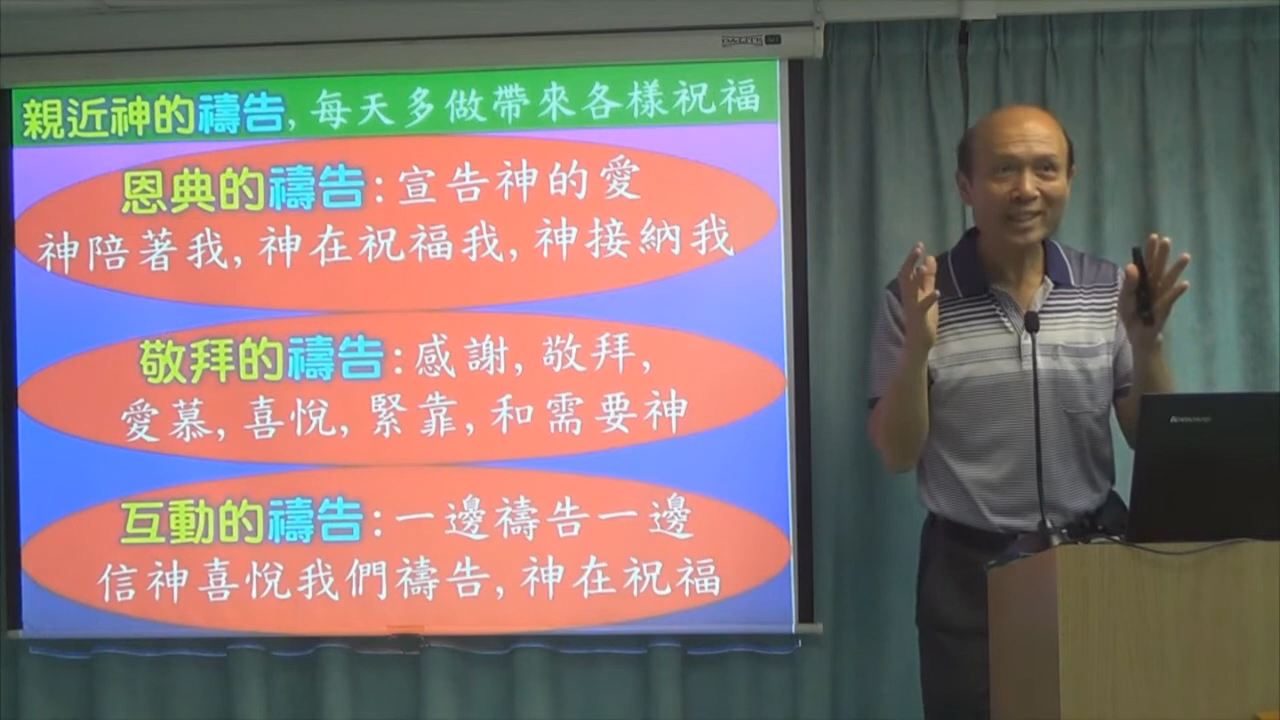 親近神的禱告, 每天多做帶來各樣祝福
恩典的禱告:宣告神的愛
神陪著我, 神在祝福我, 神接納我
敬拜的禱告:感謝, 敬拜,
愛慕, 喜悅, 緊靠, 和需要神
互動的禱告:一邊禱告一邊
信神喜悅我們禱告, 神在祝福
lenovo